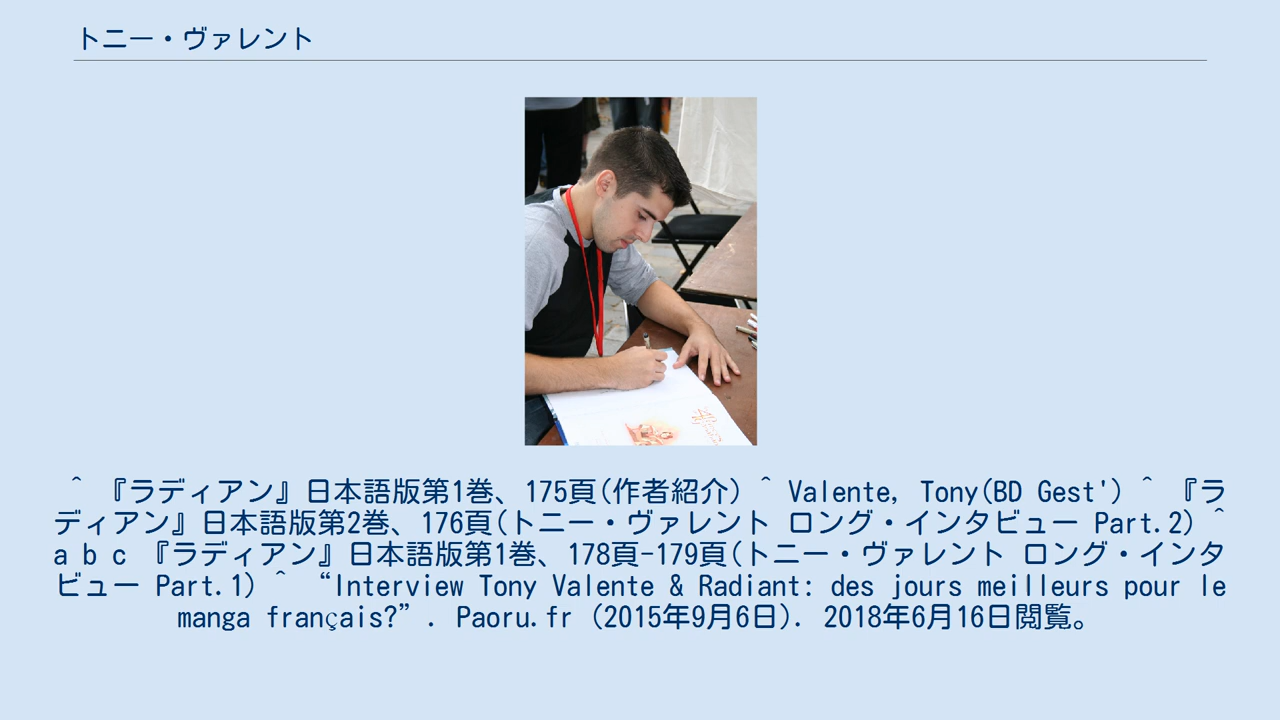 トニー・ヴァレント
^ 『ラディアン』日本語版第1巻、175頁(作者紹介) ^ Valente, Tony(BD Gest') ^ 『ラ
ディアン』日本語版第2巻、176頁(トニー・ヴァレント ロング・インタビュー Part.2) ^
a b c 『ラディアン』日本語版第1巻、178頁-179頁(トニー・ヴァレント ロング・インタ
ビュー Part.1) ^ “Interview Tony Valente & Radiant: des jours meilleurs pour le
manga français?”. Paoru.fr (2015年9月6日). 2018年6月16日閲覧。